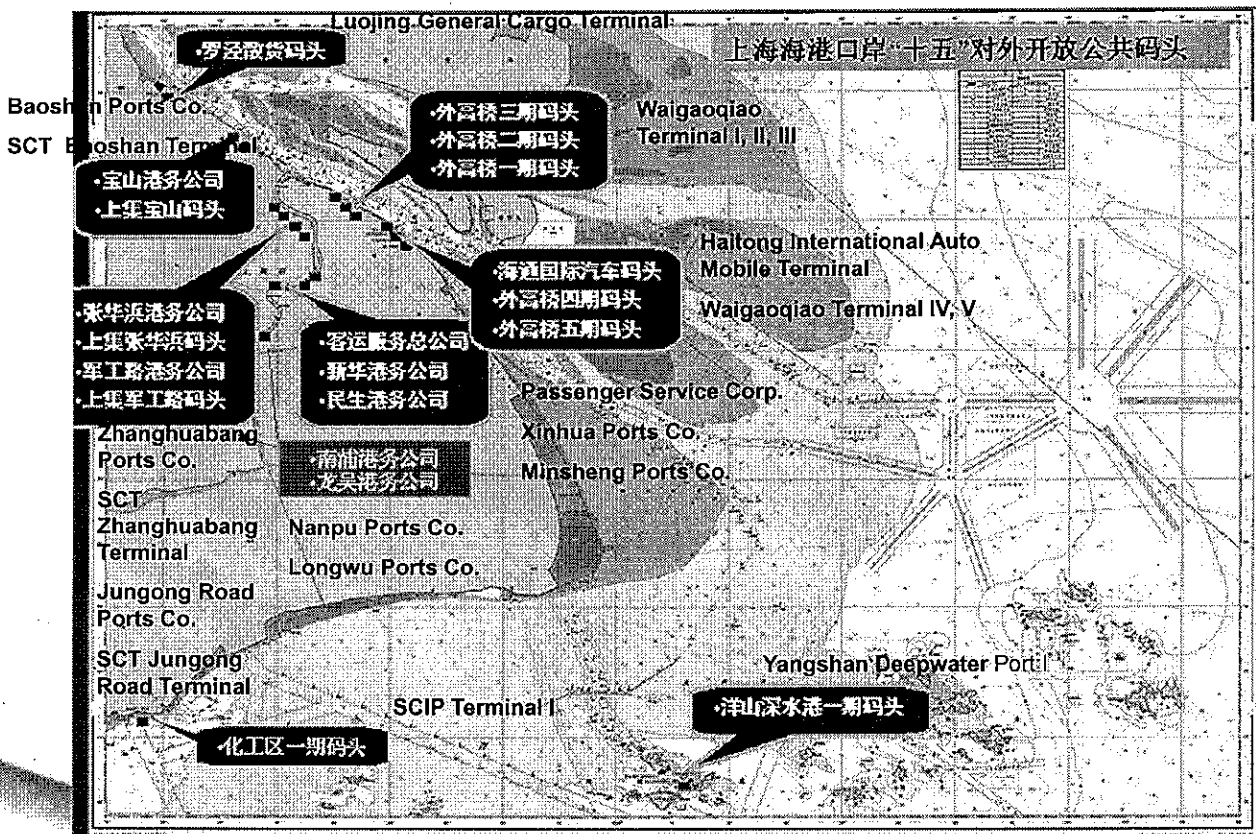 Luojing General Cargo Terminal
上海海港口岸“十五”对外开放公共码头
·罗泾散货码头
Baoshan Ports Co.
SCT Baoshan Terminal
·宝山港务公司
·上集宝山码头
·外高桥三期码头
·外高桥二期码头
·外高桥一期码头
Waigaoqiao
Terminal I, II, III
·海通国际汽车码头
·外高桥四期码头
·外高桥五期码头
Haitong International Auto
Mobile Terminal
Waigaoqiao Terminal IV, V
·张华浜港务公司
·上集张华浜码头
·军工路港务公司
·上集军工路码头
·客运服务总公司
·新华港务公司
·民生港务公司
Passenger Service Corp.
Xinhua Ports Co.
Minsheng Ports Co.
Zhanghuabang
Ports Co.
SCT
Zhanghuabang
Terminal
Jungong Road
Ports Co.
SCT Jungong
Road Terminal
·南浦港务公司
·龙吴港务公司
Nanpu Ports Co.
Longwu Ports Co.
SCIP Terminal I
·化工区一期码头
Yangshan Deepwater Port I
·洋山深水港一期码头